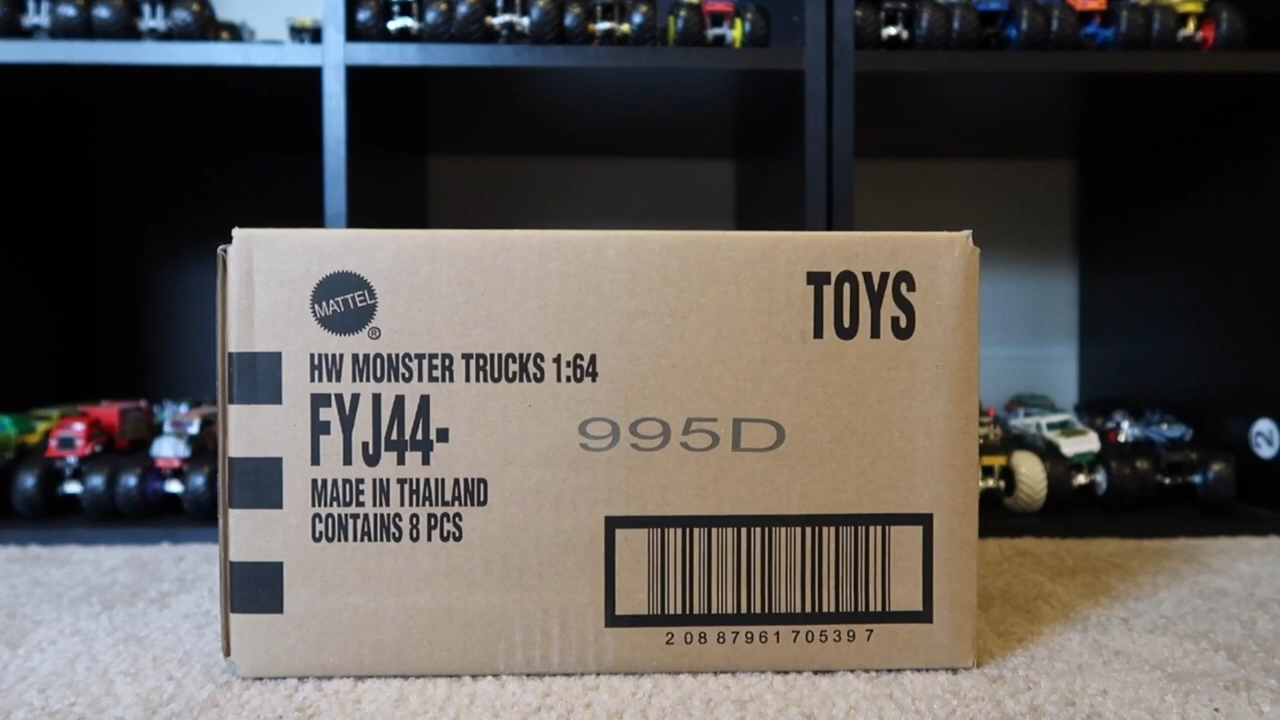 MATTEL
®
TOYS
HW MONSTER TRUCKS 1:64
FYJ44-
995D
MADE IN THAILAND
CONTAINS 8 PCS
2 08 87961 70539 7
2